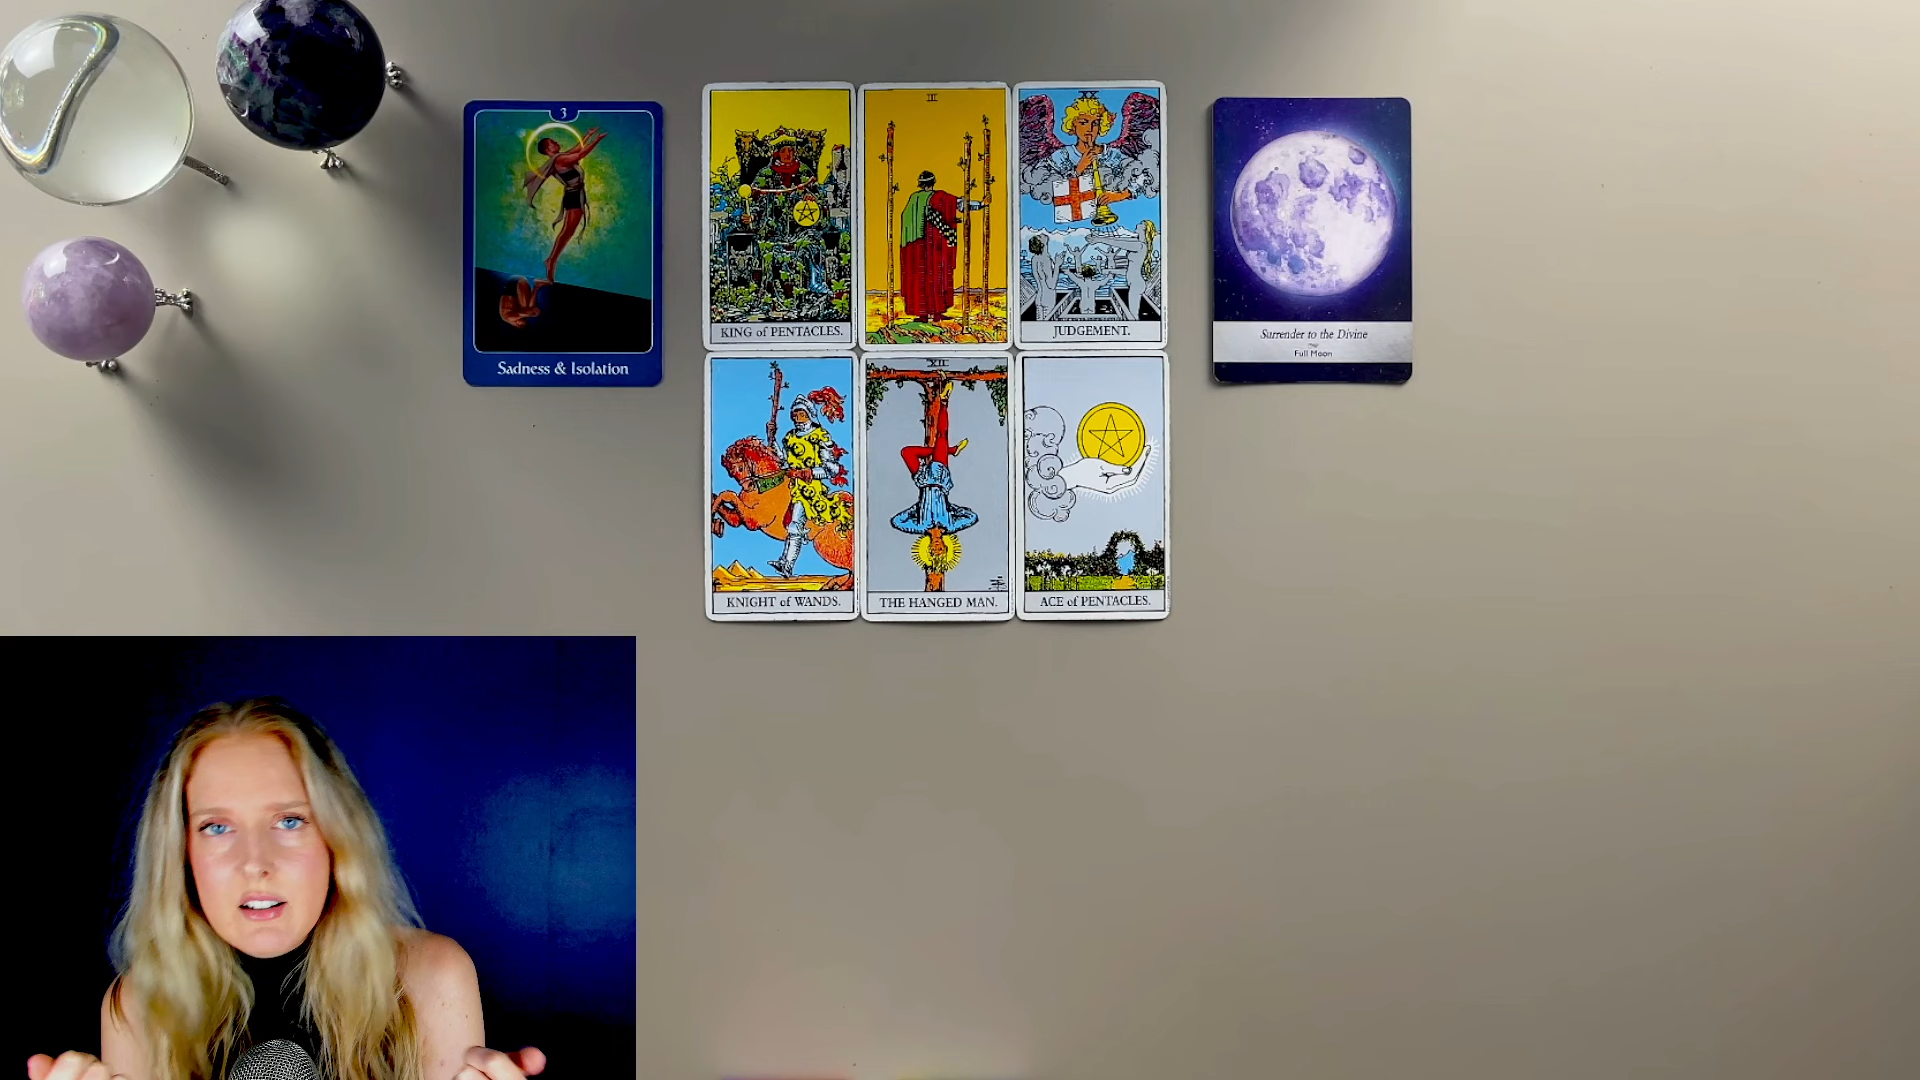 3
Sadness & Isolation
KING of PENTACLES.
III
XX
JUDGEMENT.
Surrender to the Divine
Full Moon
KNIGHT of WANDS.
XII
THE HANGED MAN.
ACE of PENTACLES.